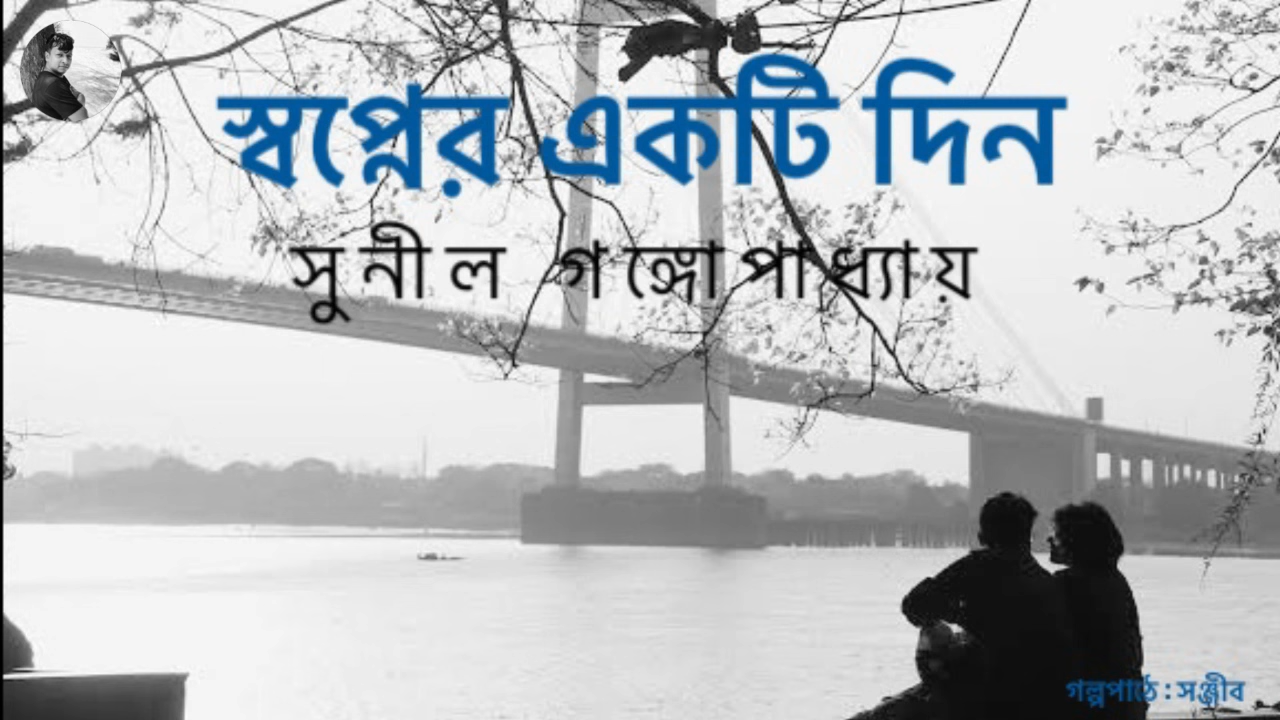 স্বপ্নের একটি দিন
সুনীল গঙ্গোপাধ্যায়
গল্পপাঠে : সঞ্জীব